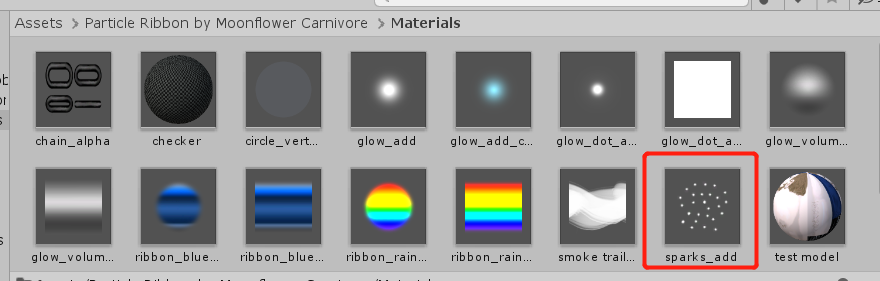 Assets > Particle Ribbon by Moonflower Carnivore > Materials
chain_alpha checker circle_vert... glow_add glow_add_c... glow_dot_a... glow_dot_a... glow_volum...
glow_volum... ribbon_blue... ribbon_blue... ribbon_rain... ribbon_rain... smoke trail... sparks_add test model